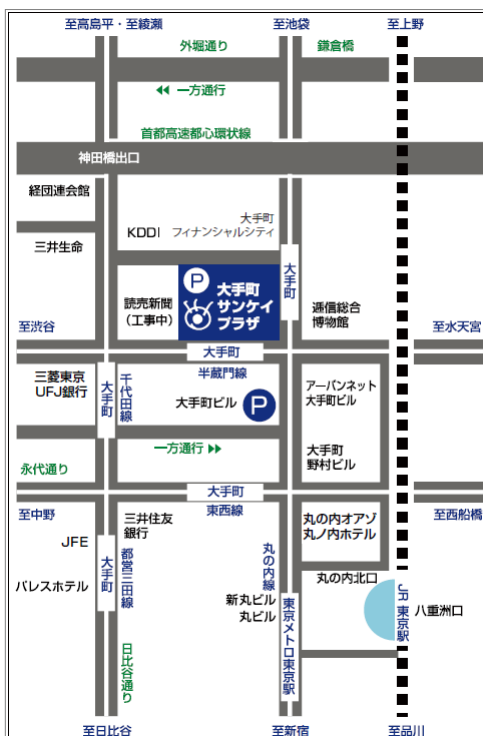 至高島平・至綾瀬
至池袋
至上野
外堀通り
鎌倉橋
一方通行
首都高速都心環状線
神田橋出口
経団連会館
KDDI
大手町
フィナンシャルシティ
三井生命
大手町
P
大手町
サンケイ
プラザ
読売新聞
(工事中)
逓信総合
博物館
至渋谷
至水天宮
大手町
半蔵門線
三菱東京
UFJ銀行
大手町
千代田線
大手町ビル
P
アーバンネット
大手町ビル
一方通行
大手町
野村ビル
永代通り
大手町
東西線
至中野
至西船橋
三井住友
銀行
丸の内オアゾ
丸ノ内ホテル
JFE
大手町
都営三田線
丸の内線
丸の内北口
パレスホテル
新丸ビル
丸ビル
東京メトロ東京駅
JR東京駅
八重洲口
日比谷通り
至日比谷
至新宿
至品川